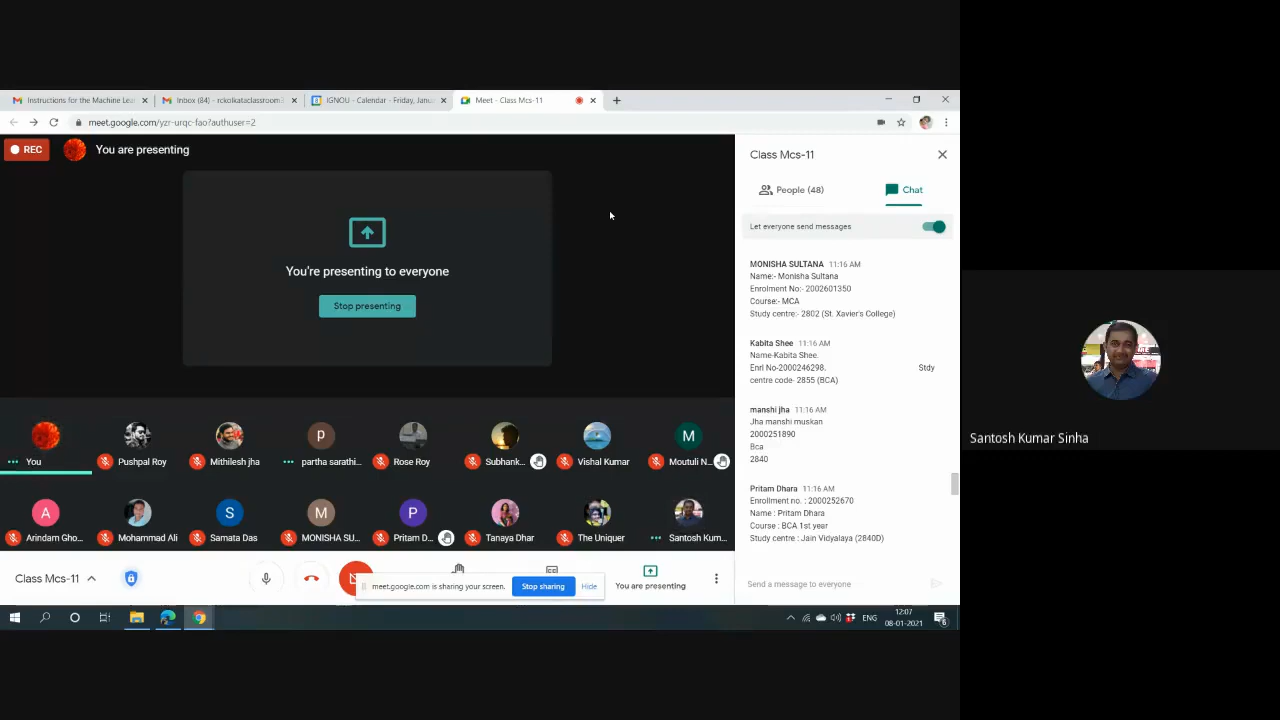 Instructions for the Machine Lea
Inbox (84) - rckolkataclassroom
IGNOU - Calendar - Friday, Janu
Meet - Class Mcs-11
meet.google.com/yzr-urqc-fao?authuser=2
REC
You are presenting
You're presenting to everyone
Stop presenting
Class Mcs-11
People (48)
Chat
Let everyone send messages
MONISHA SULTANA 11:16 AM
Name:- Monisha Sultana
Enrolment No:- 2002601350
Course:- MCA
Study centre:- 2802 (St. Xavier's College)
Kabita Shee 11:16 AM
Name-Kabita Shee.
Enrl No-2000246298. Stdy
centre code- 2855 (BCA)
manshi jha 11:16 AM
Jha manshi muskan
2000251890
Bca
2840
Pritam Dhara 11:16 AM
Enrollment no. : 2000252670
Name : Pritam Dhara
Course : BCA 1st year
Study centre : Jain Vidyalaya (2840D)
Send a message to everyone
You
Pushpal Roy
Mithilesh jha
p
partha sarathi...
Rose Roy
Subhank...
Vishal Kumar
M
Moutuli N...
A
Arindam Gho...
Mohammad Ali
S
Samata Das
M
MONISHA SU...
P
Pritam D...
Tanaya Dhar
The Uniquer
Santosh Kum...
Class Mcs-11
meet.google.com is sharing your screen.
Stop sharing
Hide
You are presenting
ENG
12:07
08-01-2021
6
Santosh Kumar Sinha